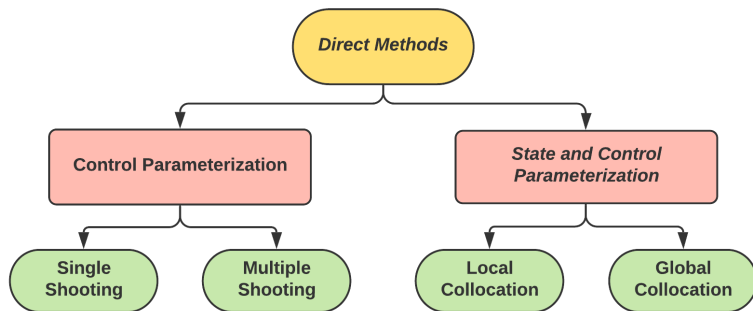 Direct Methods
Control Parameterization
State and Control
Parameterization
Single
Shooting
Multiple
Shooting
Local
Collocation
Global
Collocation